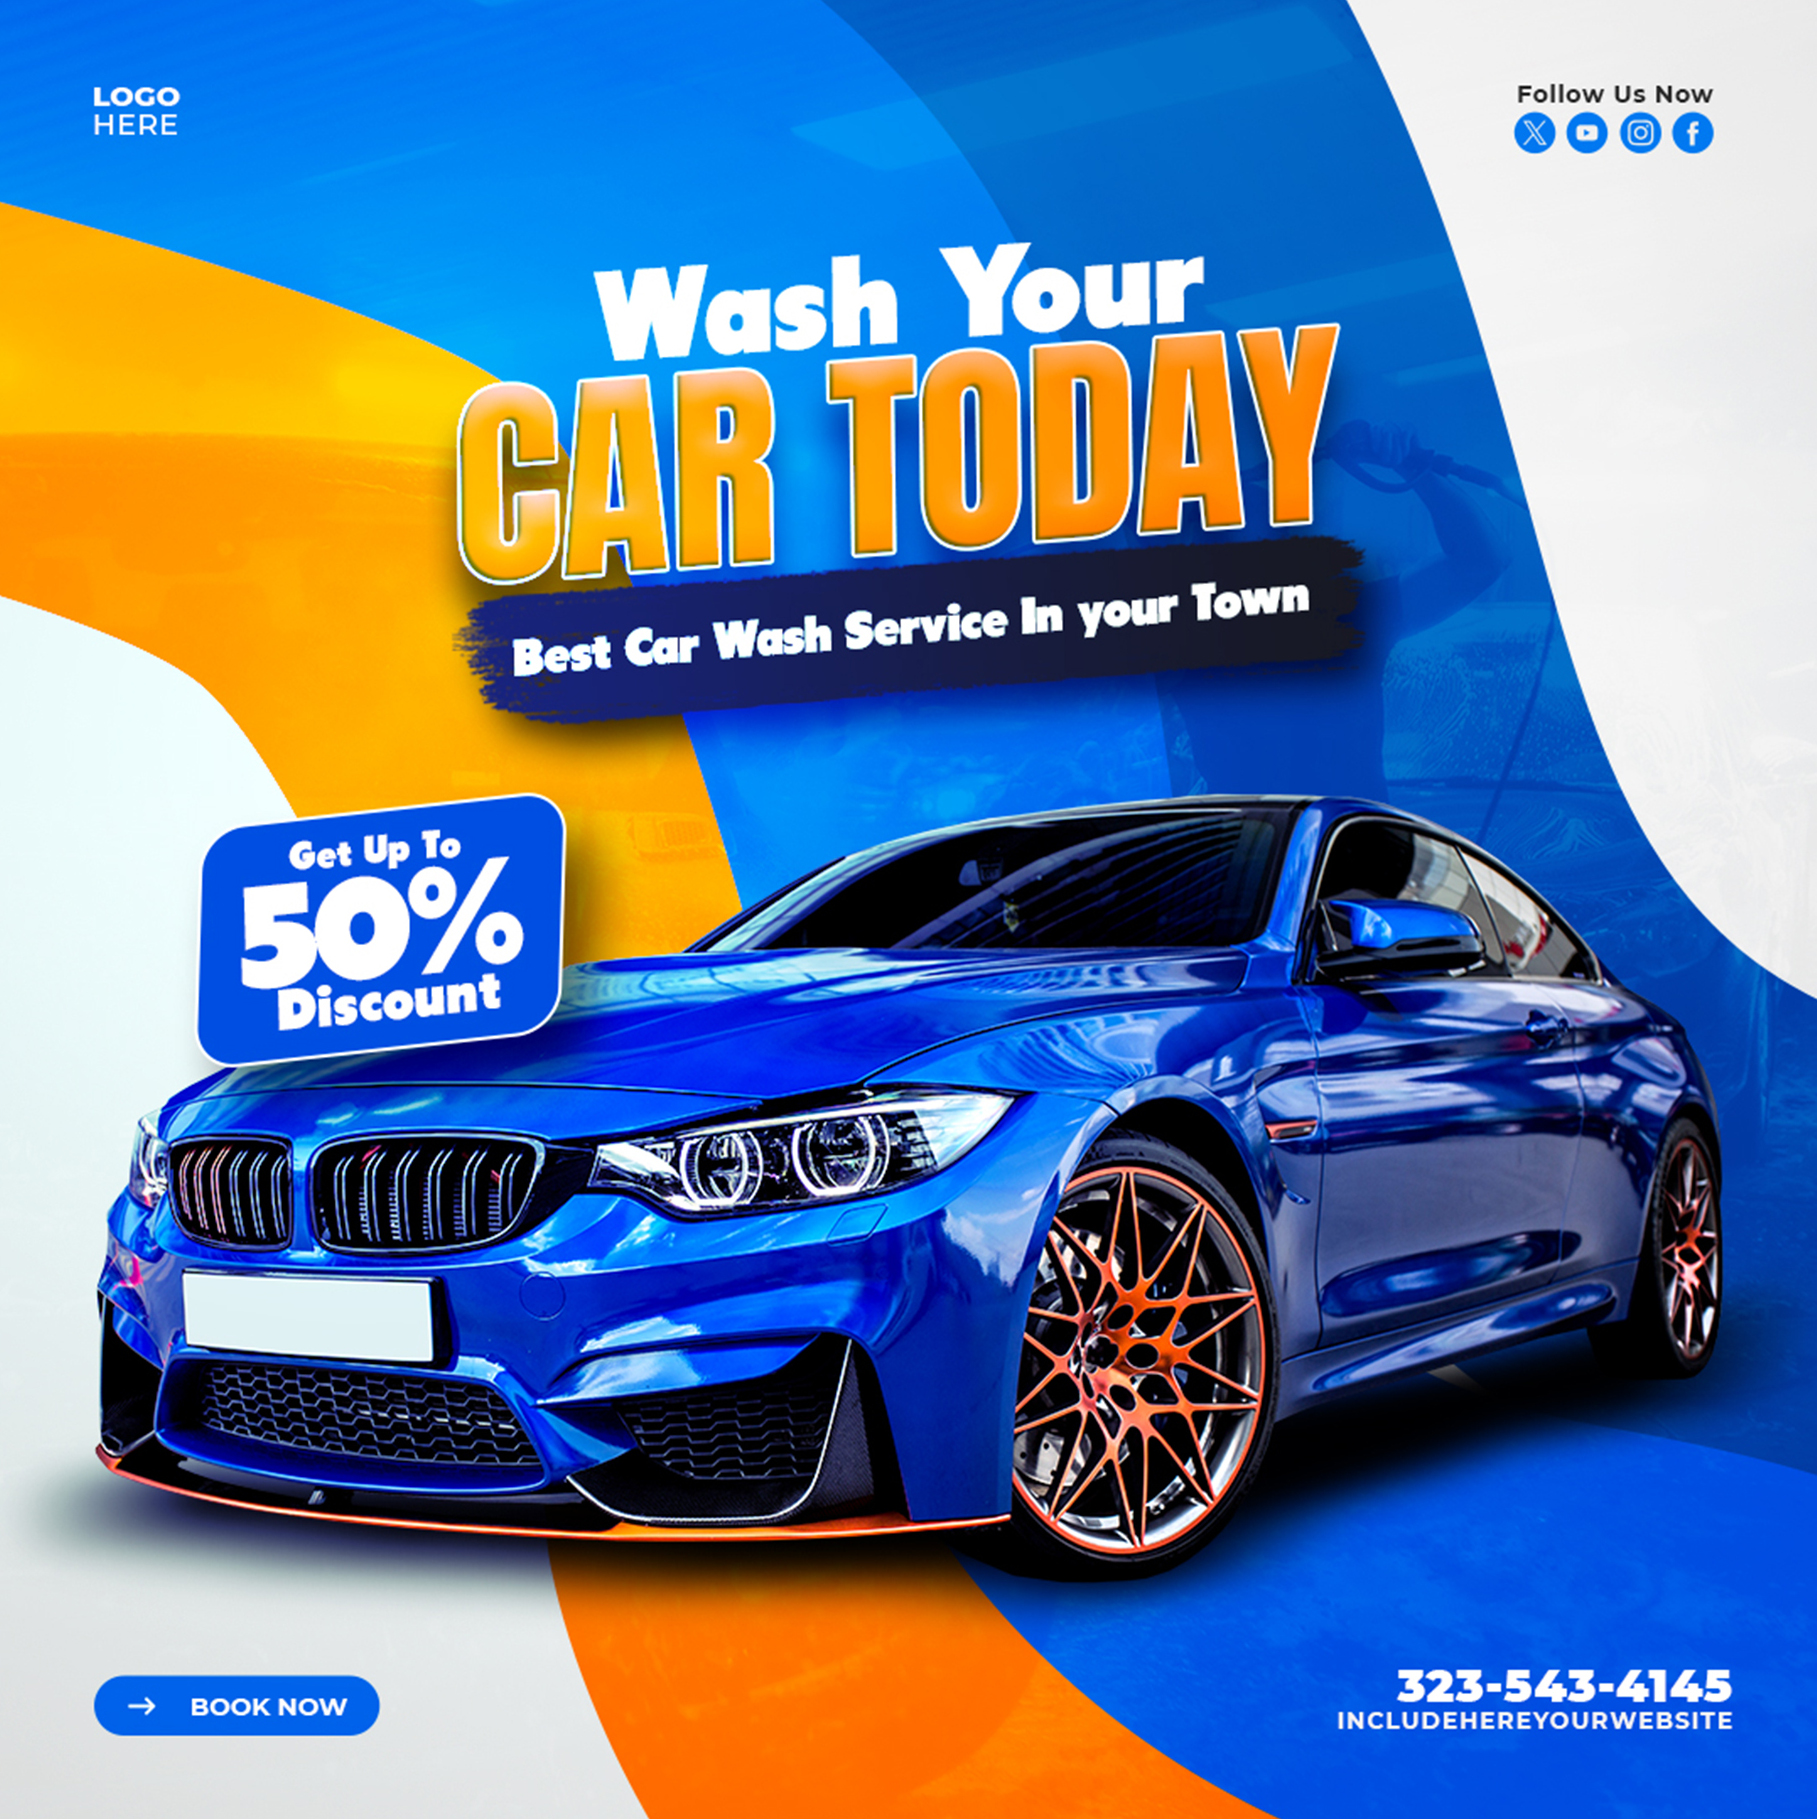 LOGO
HERE
Follow Us Now
Wash Your
CAR TODAY
Best Car Wash Service In your Town
Get Up To
50%
Discount
BOOK NOW
323-543-4145
INCLUDEHEREYOURWEBSITE